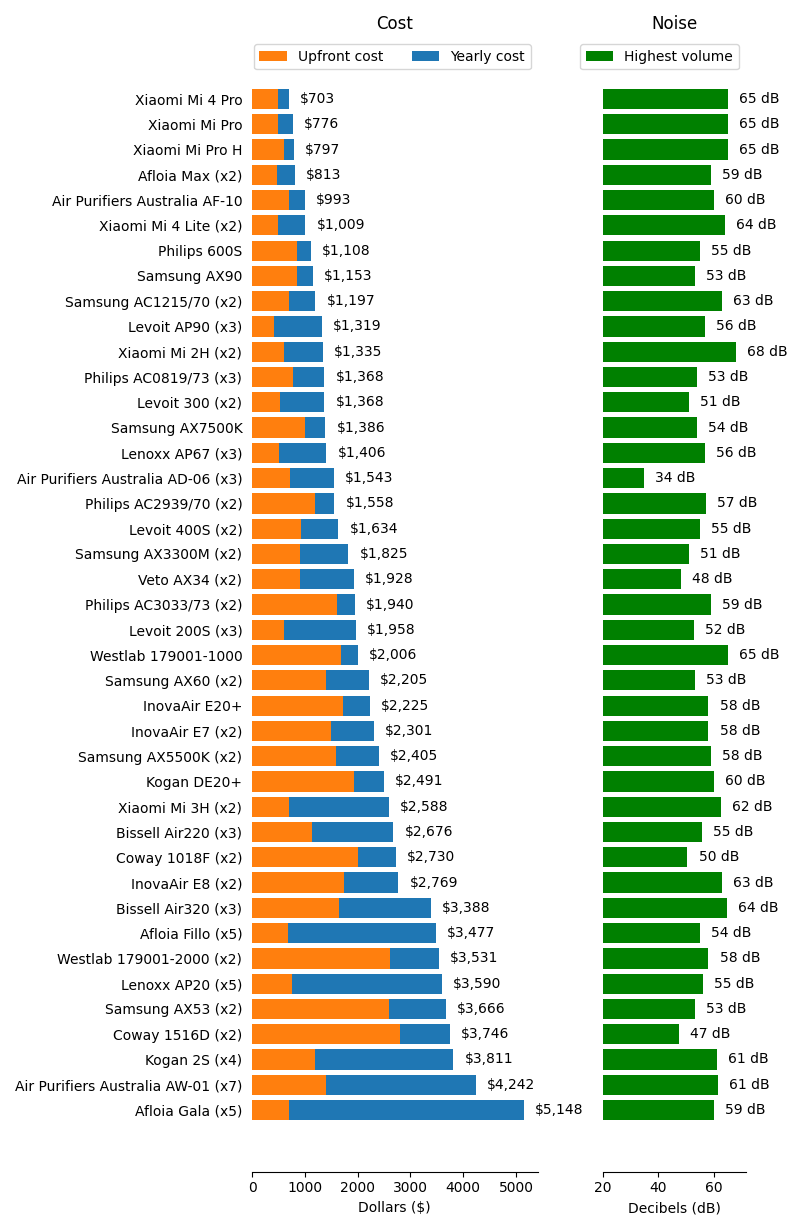 Cost Noise
Upfront cost Yearly cost Highest volume
Xiaomi Mi 4 Pro $703 65 dB
Xiaomi Mi Pro $776 65 dB
Xiaomi Mi Pro H $797 65 dB
Afloia Max (x2) $813 59 dB
Air Purifiers Australia AF-10 $993 60 dB
Xiaomi Mi 4 Lite (x2) $1,009 64 dB
Philips 600S $1,108 55 dB
Samsung AX90 $1,153 53 dB
Samsung AC1215/70 (x2) $1,197 63 dB
Levoit AP90 (x3) $1,319 56 dB
Xiaomi Mi 2H (x2) $1,335 68 dB
Philips AC0819/73 (x3) $1,368 53 dB
Levoit 300 (x2) $1,368 51 dB
Samsung AX7500K $1,386 54 dB
Lenoxx AP67 (x3) $1,406 56 dB
Air Purifiers Australia AD-06 (x3) $1,543 34 dB
Philips AC2939/70 (x2) $1,558 57 dB
Levoit 400S (x2) $1,634 55 dB
Samsung AX3300M (x2) $1,825 51 dB
Veto AX34 (x2) $1,928 48 dB
Philips AC3033/73 (x2) $1,940 59 dB
Levoit 200S (x3) $1,958 52 dB
Westlab 179001-1000 $2,006 65 dB
Samsung AX60 (x2) $2,205 53 dB
InovaAir E20+ $2,225 58 dB
InovaAir E7 (x2) $2,301 58 dB
Samsung AX5500K (x2) $2,405 58 dB
Kogan DE20+ $2,491 60 dB
Xiaomi Mi 3H (x2) $2,588 62 dB
Bissell Air220 (x3) $2,676 55 dB
Coway 1018F (x2) $2,730 50 dB
InovaAir E8 (x2) $2,769 63 dB
Bissell Air320 (x3) $3,388 64 dB
Afloia Fillo (x5) $3,477 54 dB
Westlab 179001-2000 (x2) $3,531 58 dB
Lenoxx AP20 (x5) $3,590 55 dB
Samsung AX53 (x2) $3,666 53 dB
Coway 1516D (x2) $3,746 47 dB
Kogan 2S (x4) $3,811 61 dB
Air Purifiers Australia AW-01 (x7) $4,242 61 dB
Afloia Gala (x5) $5,148 59 dB
0 1000 2000 3000 4000 5000 20 40 60
Dollars ($) Decibels (dB)